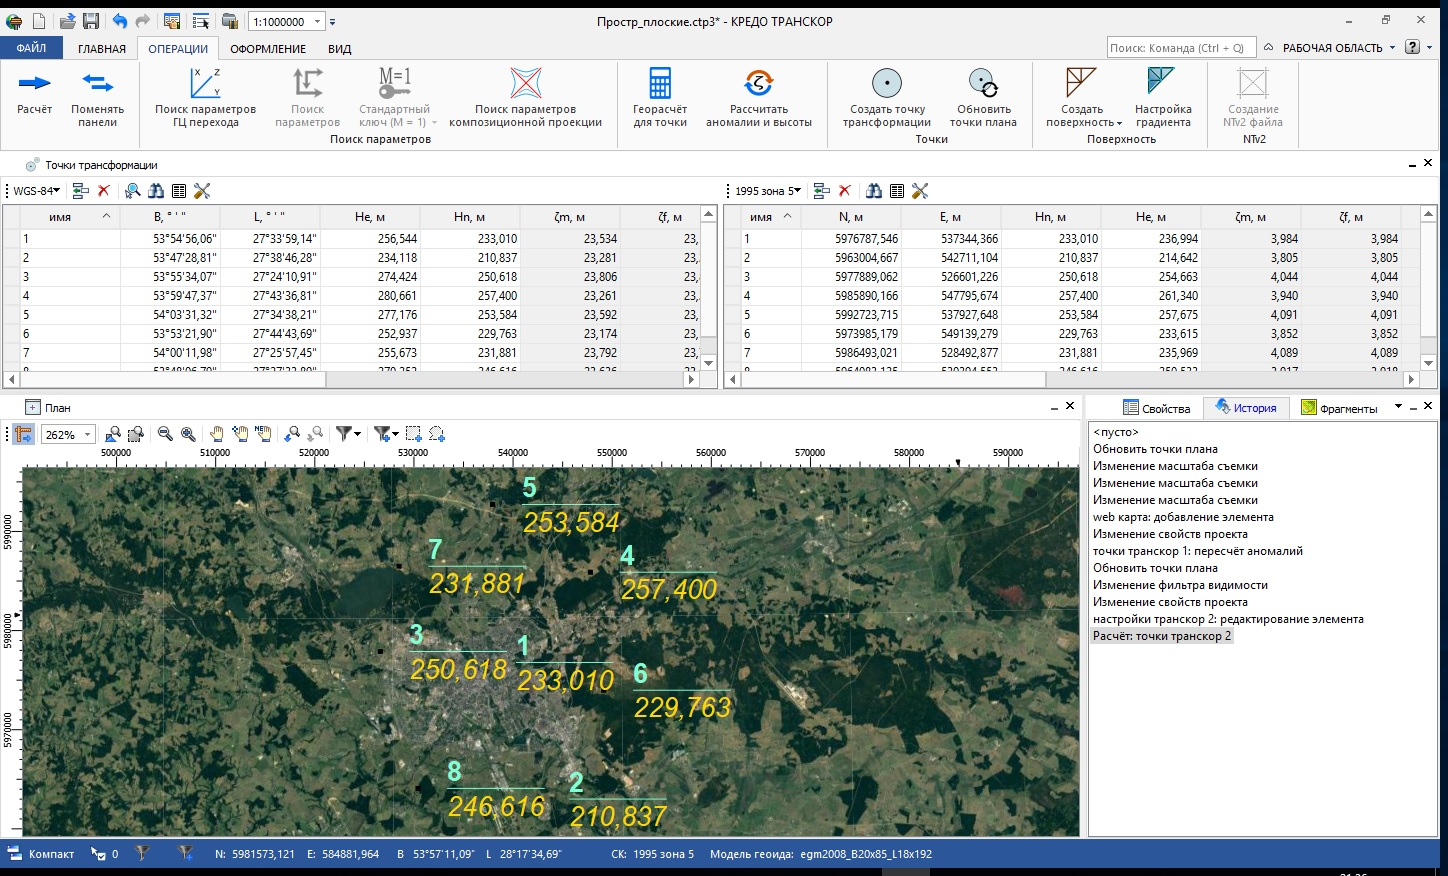 1:1000000
Простр_плоские.ctp3* - КРЕДО ТРАНСКОР
ФАЙЛ ГЛАВНАЯ ОПЕРАЦИИ ОФОРМЛЕНИЕ ВИД
Поиск: Команда (Ctrl + Q) РАБОЧАЯ ОБЛАСТЬ ?
Расчёт
Поменять панели
Поиск параметров ГЦ перехода
Поиск параметров
M=1
Стандартный ключ (M = 1)
Поиск параметров композиционной проекции
Поиск параметров
Георасчёт для точки
Рассчитать аномалии и высоты
Создать точку трансформации
Обновить точки плана
Точки
Создать поверхность
Настройка градиента
Поверхность
Создание NTv2 файла
NTv2
Точки трансформации
WGS-84
имя B, ° ' " L, ° ' " He, м Hn, м ζm, м ζf, м
1 53°54'56,06" 27°33'59,14" 256,544 233,010 23,534 23,
2 53°47'28,81" 27°38'46,28" 234,118 210,837 23,281 23,
3 53°55'34,07" 27°24'10,91" 274,424 250,618 23,806 23,
4 53°59'47,37" 27°43'36,81" 280,661 257,400 23,261 23,
5 54°03'31,32" 27°34'38,21" 277,176 253,584 23,592 23,
6 53°53'21,90" 27°44'43,69" 252,937 229,763 23,174 23,
7 54°00'11,98" 27°25'57,45" 255,673 231,881 23,792 23,
1995 зона 5
имя N, м E, м Hn, м He, м ζm, м ζf, м
1 5976787,546 537344,366 233,010 236,994 3,984 3,984
2 5963004,667 542711,104 210,837 214,642 3,805 3,805
3 5977889,062 526601,226 250,618 254,663 4,044 4,044
4 5985890,166 547795,674 257,400 261,340 3,940 3,940
5 5992723,715 537927,648 253,584 257,675 4,091 4,091
6 5973985,179 549139,279 229,763 233,615 3,852 3,852
7 5986493,021 528492,877 231,881 235,969 4,089 4,089
План
262%
NE
500000 510000 520000 530000 540000 550000 560000 570000 580000 590000
5990000
5980000
5970000
5
253,584
7
231,881
4
257,400
3
250,618
1
233,010
6
229,763
8
246,616
2
210,837
Свойства История Фрагменты
<пусто>
Обновить точки плана
Изменение масштаба съемки
Изменение масштаба съемки
Изменение масштаба съемки
web карта: добавление элемента
Изменение свойств проекта
точки транскор 1: пересчёт аномалий
Обновить точки плана
Изменение фильтра видимости
Изменение свойств проекта
настройки транскор 2: редактирование элемента
Расчёт: точки транскор 2
Компакт 0 N: 5981573,121 E: 584881,964 B 53°57'11,09" L 28°17'34,69" СК: 1995 зона 5 Модель геоида: egm2008_B20x85_L18x192